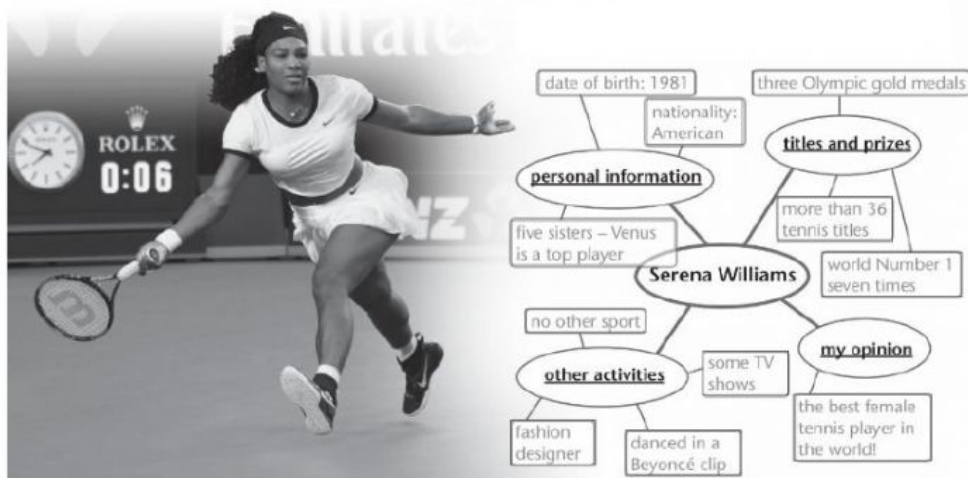 Emirates
ROLEX
0:06
NZ
date of birth: 1981
three Olympic gold medals
nationality:
American
titles and prizes
personal information
more than 36
tennis titles
five sisters – Venus
is a top player
Serena Williams
world Number 1
seven times
no other sport
my opinion
other activities
some TV
shows
the best female
tennis player in
the world!
fashion
designer
danced in a
Beyoncé clip